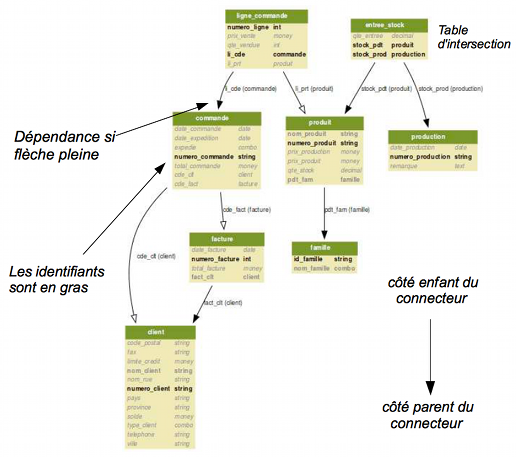 ligne_commande
numero_ligne int
prix_vente money
qte_vendue int
li_cde commande
li_prt produit
entree_stock
qte_entree decimal
stock_pdt produit
stock_prod production
Table
d'intersection
li_cde (commande)
li_prt (produit)
stock_pdt (produit)
stock_prod (production)
Dépendance si
flèche pleine
commande
date_commande date
date_expedition date
expedie combo
numero_commande string
total_commande money
cde_clt client
cde_fact facture
produit
nom_produit string
numero_produit string
prix_production money
prix_produit money
qte_stock decimal
pdt_fam famille
production
date_production data
numero_production string
remarque text
cde_fact (facture)
pdt_fam (famille)
Les identifiants
sont en gras
cde_clt (client)
facture
date_facture date
numero_facture int
total_facture money
fact_clt client
famille
id_famille string
nom_famille combo
fact_clt (client)
côté enfant du
connecteur
client
code_postal string
fax string
limite_credit money
nom_client string
nom_rue string
numero_client string
pays string
province string
solde money
type_client combo
telephone string
ville string
côté parent du
connecteur